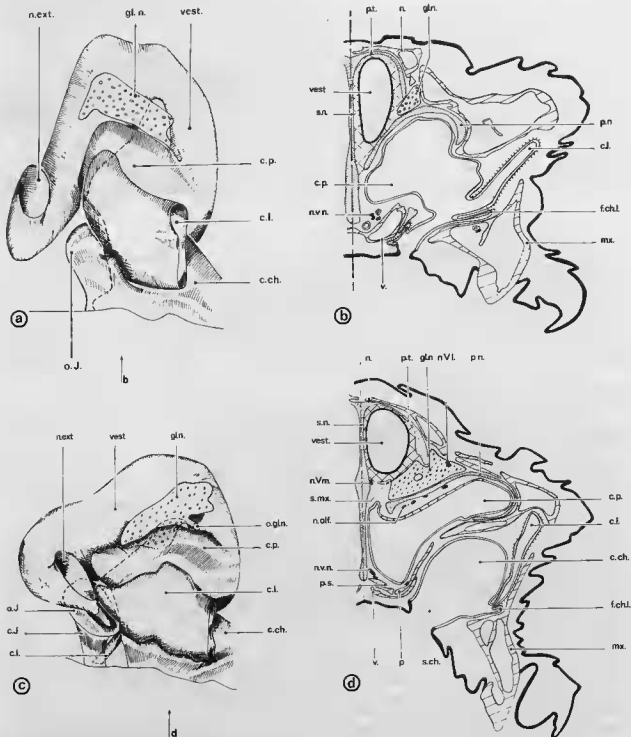 n.ext.
gl. n.
vest.
c.p.
c.l.
c.ch.
o.J.
a
b
p.t.
n.
gl.n.
vest
s.n.
p.n
c.l.
c.p.
n.v.n.
f.ch.l.
mx.
v.
b
n.ext
vest
gl.n.
o.gl.n.
c.p.
c.l.
o.J
c.J
c.l.
c.ch.
c
d
n.
p.t.
gl.n
n.V l.
p n.
s.n.
vest.
n.Vm.
s.mx.
n.olf.
c.p.
c.l.
c.ch.
n.v.n.
p.s.
f.ch.l.
mx.
v.
p
s.ch.
d